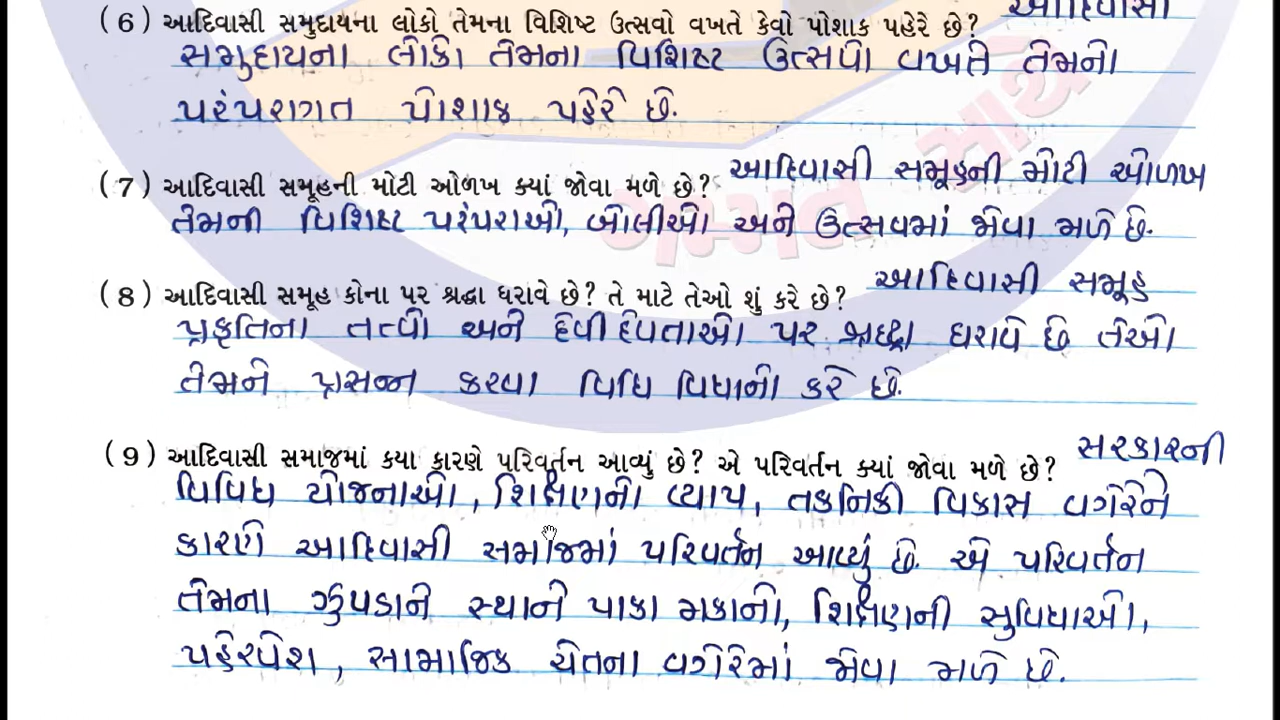 (6) આદિવાસી સમુદાયના લોકો તેમના વિશિષ્ટ ઉત્સવો વખતે કેવો પોશાક પહેરે છે? આદિવાસી
સમુદાયના લોકો તેમના વિશિષ્ટ ઉત્સવો વખતે તેમનો
પરંપરાગત પોશાક પહેરે છે.
(7) આદિવાસી સમૂહની મોટી ઓળખ ક્યાં જોવા મળે છે? આદિવાસી સમૂહની મોટી ઓળખ
તેમની વિશિષ્ટ પરંપરાઓ, બોલીઓ અને ઉત્સવમાં જોવા મળે છે.
(8) આદિવાસી સમૂહ કોના પર શ્રદ્ધા ધરાવે છે? તે માટે તેઓ શું કરે છે? આદિવાસી સમૂહ
પ્રકૃતિના તત્વો અને દેવી દેવતાઓ પર શ્રદ્ધા ધરાવે છે તેઓ
તેમને પ્રસન્ન કરવા વિધિ વિધાનો કરે છે.
(9) આદિવાસી સમાજમાં કયા કારણે પરિવર્તન આવ્યું છે? એ પરિવર્તન ક્યાં જોવા મળે છે? સરકારની
વિવિધ યોજનાઓ, શિક્ષણનો વ્યાપ, તકનિકી વિકાસ વગેરેને
કારણે આદિવાસી સમાજમાં પરિવર્તન આવ્યું છે. એ પરિવર્તન
તેમના ઝુંપડાને સ્થાને પાકા મકાનો, શિક્ષણની સુવિધાઓ,
પહેરવેશ, સામાજિક ચેતના વગેરેમાં જોવા મળે છે.
ગમ્મત સાથે